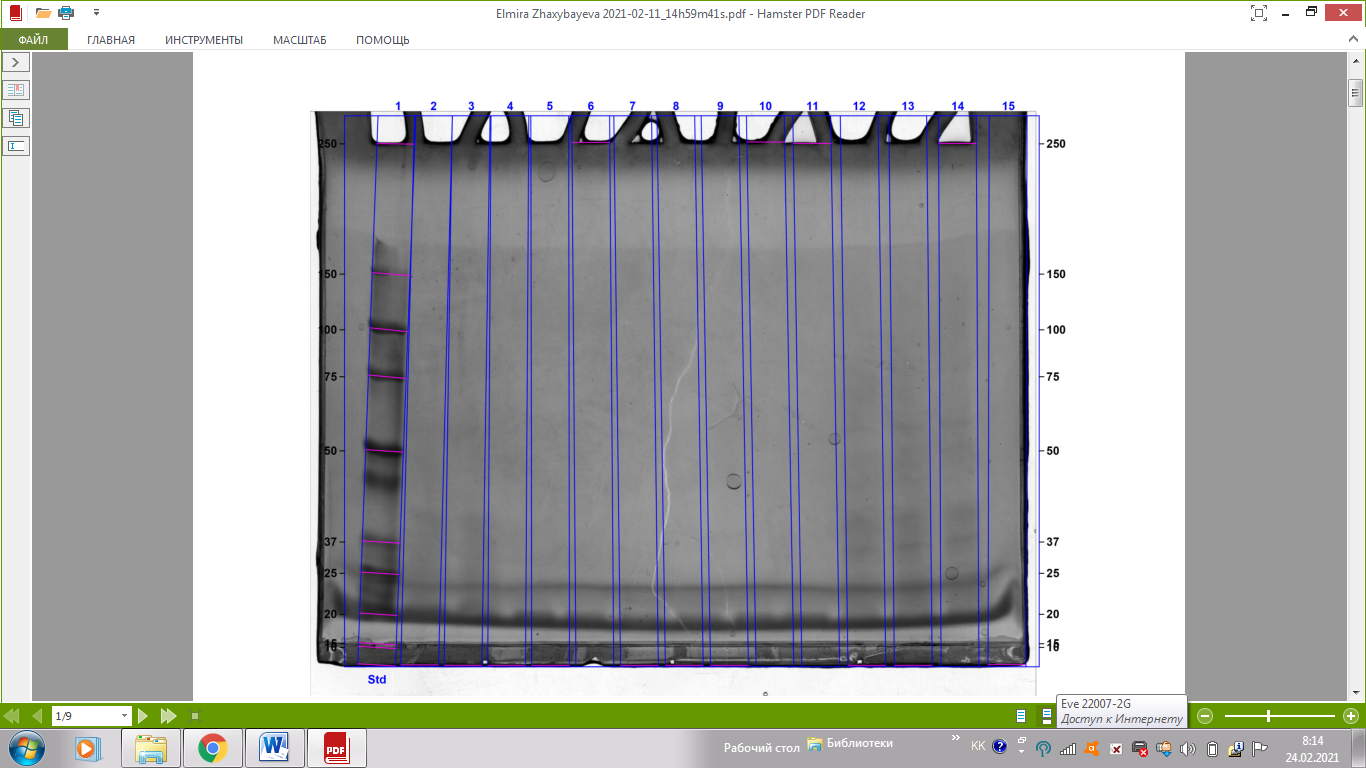 Elmira Zhaxybayeva 2021-02-11_14h59m41s.pdf - Hamster PDF Reader
ФАЙЛ ГЛАВНАЯ ИНСТРУМЕНТЫ МАСШТАБ ПОМОЩЬ
1 2 3 4 5 6 7 8 9 10 11 12 13 14 15
250 250
150 150
100 100
75 75
50 50
37 37
25 25
20 20
15
Std
1/9
Eve 22007-2G
Доступ к Интернету
PDF
Рабочий стол Библиотеки » KK 8:14
24.02.2021